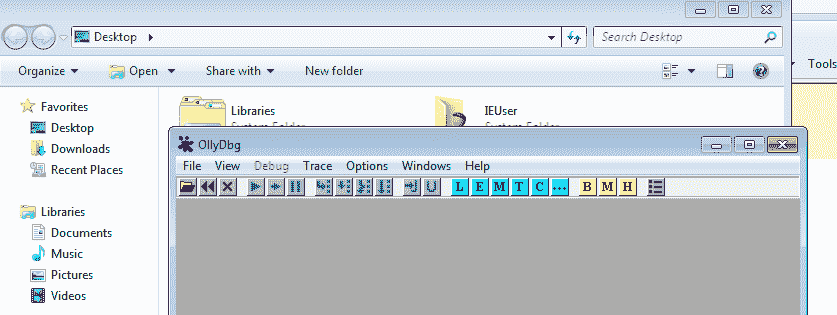 Desktop
Search Desktop
Organize Open Share with New folder
Tools
Favorites
Desktop
Downloads
Recent Places
Libraries
Documents
Music
Pictures
Videos
Libraries
System Folder
IEUser
System Folder
OllyDbg
File View Debug Trace Options Windows Help
L E M T C ... B M H